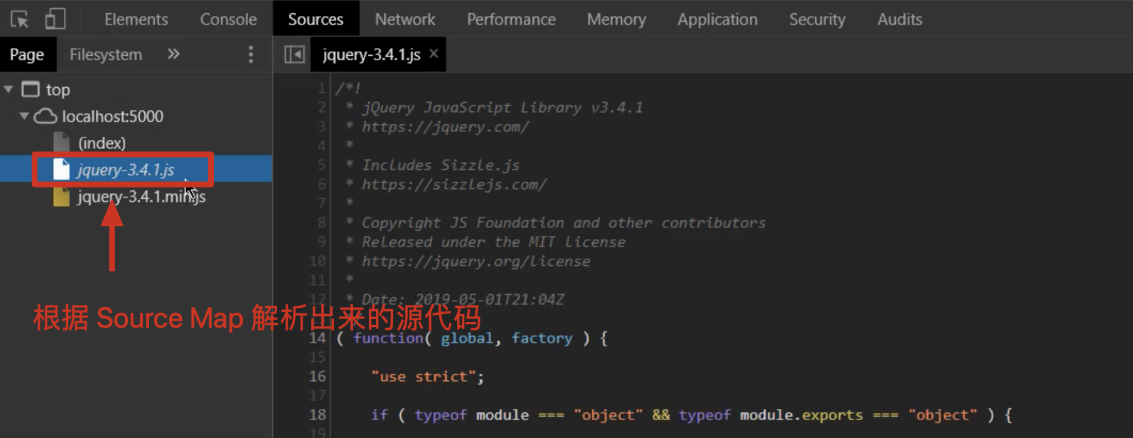 Elements Console Sources Network Performance Memory Application Security Audits
Page Filesystem » jquery-3.4.1.js ×
top
localhost:5000
(index)
jquery-3.4.1.js
jquery-3.4.1.min.js
根据 Source Map 解析出来的源代码
1 /*!
2 * jQuery JavaScript Library v3.4.1
3 * https://jquery.com/
4 *
5 * Includes Sizzle.js
6 * https://sizzlejs.com/
7 *
8 * Copyright JS Foundation and other contributors
9 * Released under the MIT license
10 * https://jquery.org/license
11 *
12 * Date: 2019-05-01T21:04Z
14 ( function( global, factory ) {
15
16 "use strict";
17
18 if ( typeof module === "object" && typeof module.exports === "object" ) {
19